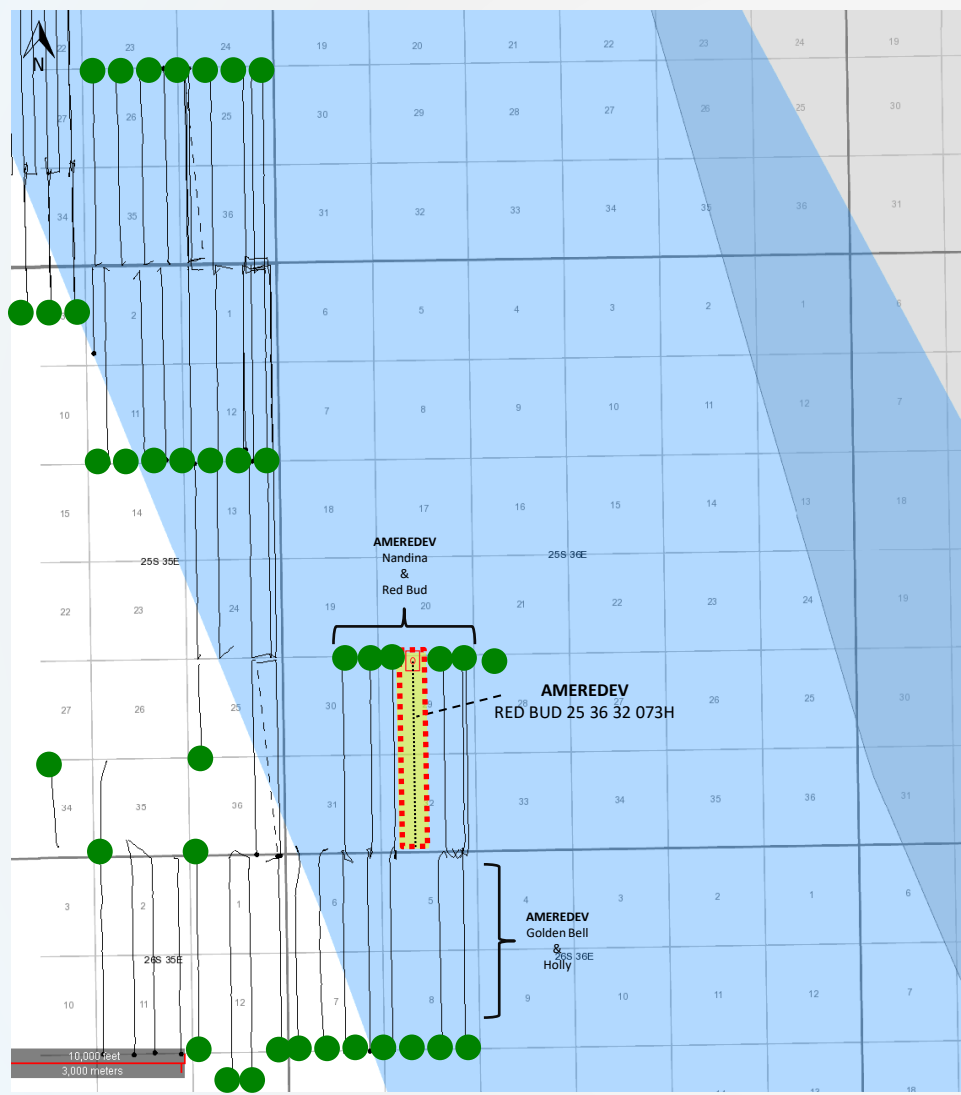 22 23 24 19 20 21 22 23 24 19
N
27 26 25 30 29 28 27 26 25 30
34 35 36 31 32 33 34 35 36 31
2 1 6 5 4 3 2 1 6
10 11 12 7 8 9 10 11 12 7
15 14 13 18 17 16 15 14 13 18
AMEREDEV
Nandina
&
Red Bud
25S 35E 25S 36E
22 23 24 19 20 21 22 23 24 19
AMEREDEV
RED BUD 25 36 32 073H
27 26 25 30 28 27 26 25 30
34 35 36 31 33 34 35 36 31
3 2 1 6 5 4 3 2 1 6
AMEREDEV
Golden Bell
&
Holly
26S 35E 26S 36E
10 11 12 7 8 9 10 11 12 7
10,000 feet
3,000 meters
13 18